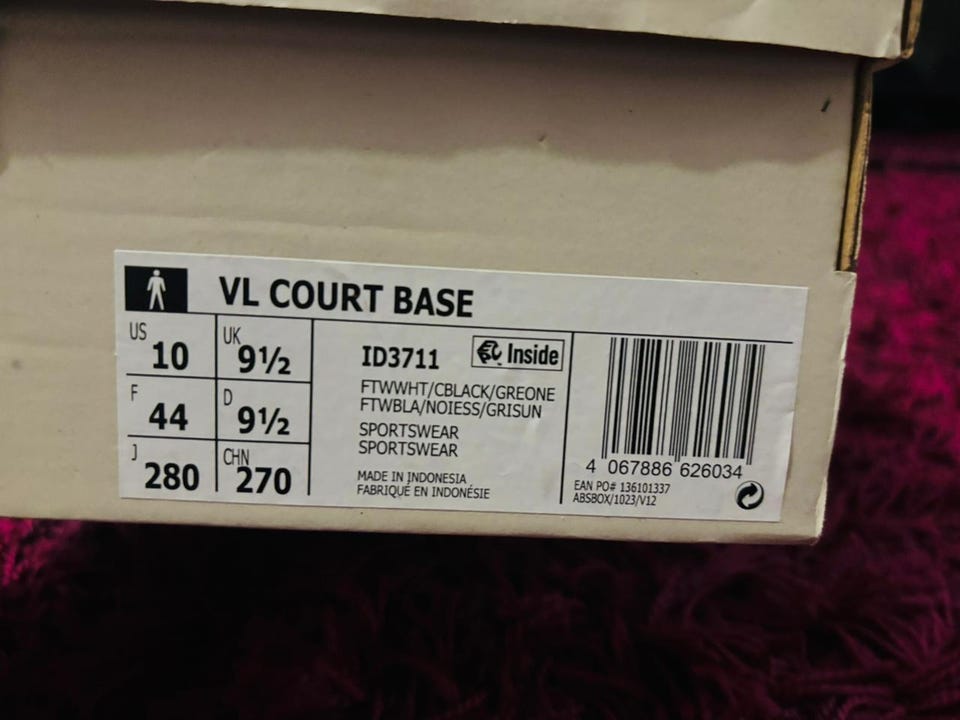 VL COURT BASE
US 10
UK 9½
F 44
D 9½
J 280
CHN 270
ID3711
Inside
FTWWHT/CBLACK/GREONE
FTWBLA/NOIESS/GRISUN
SPORTSWEAR
SPORTSWEAR
MADE IN INDONESIA
FABRIQUÉ EN INDONÉSIE
4 067886 626034
EAN PO# 136101337
ABSBOX/1023/V12